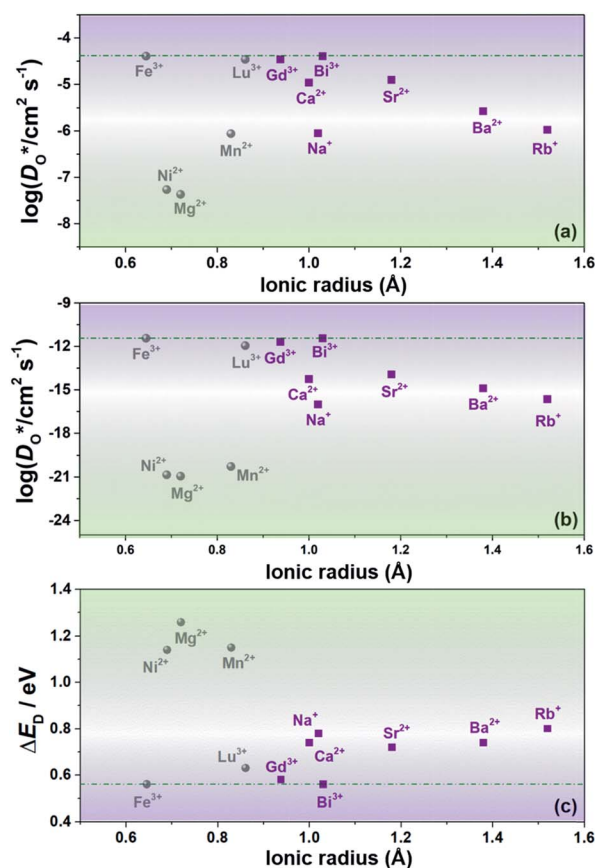 -4
-5
-6
-7
-8
log(D_O*/cm² s⁻¹)
Fe³⁺
Lu³⁺
Gd³⁺
Bi³⁺
Ca²⁺
Sr²⁺
Ba²⁺
Rb⁺
Na⁺
Mn²⁺
Ni²⁺
Mg²⁺
(a)
0.6 0.8 1.0 1.2 1.4 1.6
Ionic radius (Å)
-9
-12
-15
-18
-21
-24
log(D_O*/cm² s⁻¹)
Fe³⁺
Lu³⁺
Gd³⁺
Bi³⁺
Ca²⁺
Sr²⁺
Ba²⁺
Rb⁺
Na⁺
Ni²⁺
Mg²⁺
Mn²⁺
(b)
0.6 0.8 1.0 1.2 1.4 1.6
Ionic radius (Å)
1.4
1.2
1.0
0.8
0.6
0.4
ΔE_D / eV
Mg²⁺
Ni²⁺
Mn²⁺
Na⁺
Ca²⁺
Sr²⁺
Ba²⁺
Rb⁺
Lu³⁺
Gd³⁺
Fe³⁺
Bi³⁺
(c)
0.6 0.8 1.0 1.2 1.4 1.6
Ionic radius (Å)